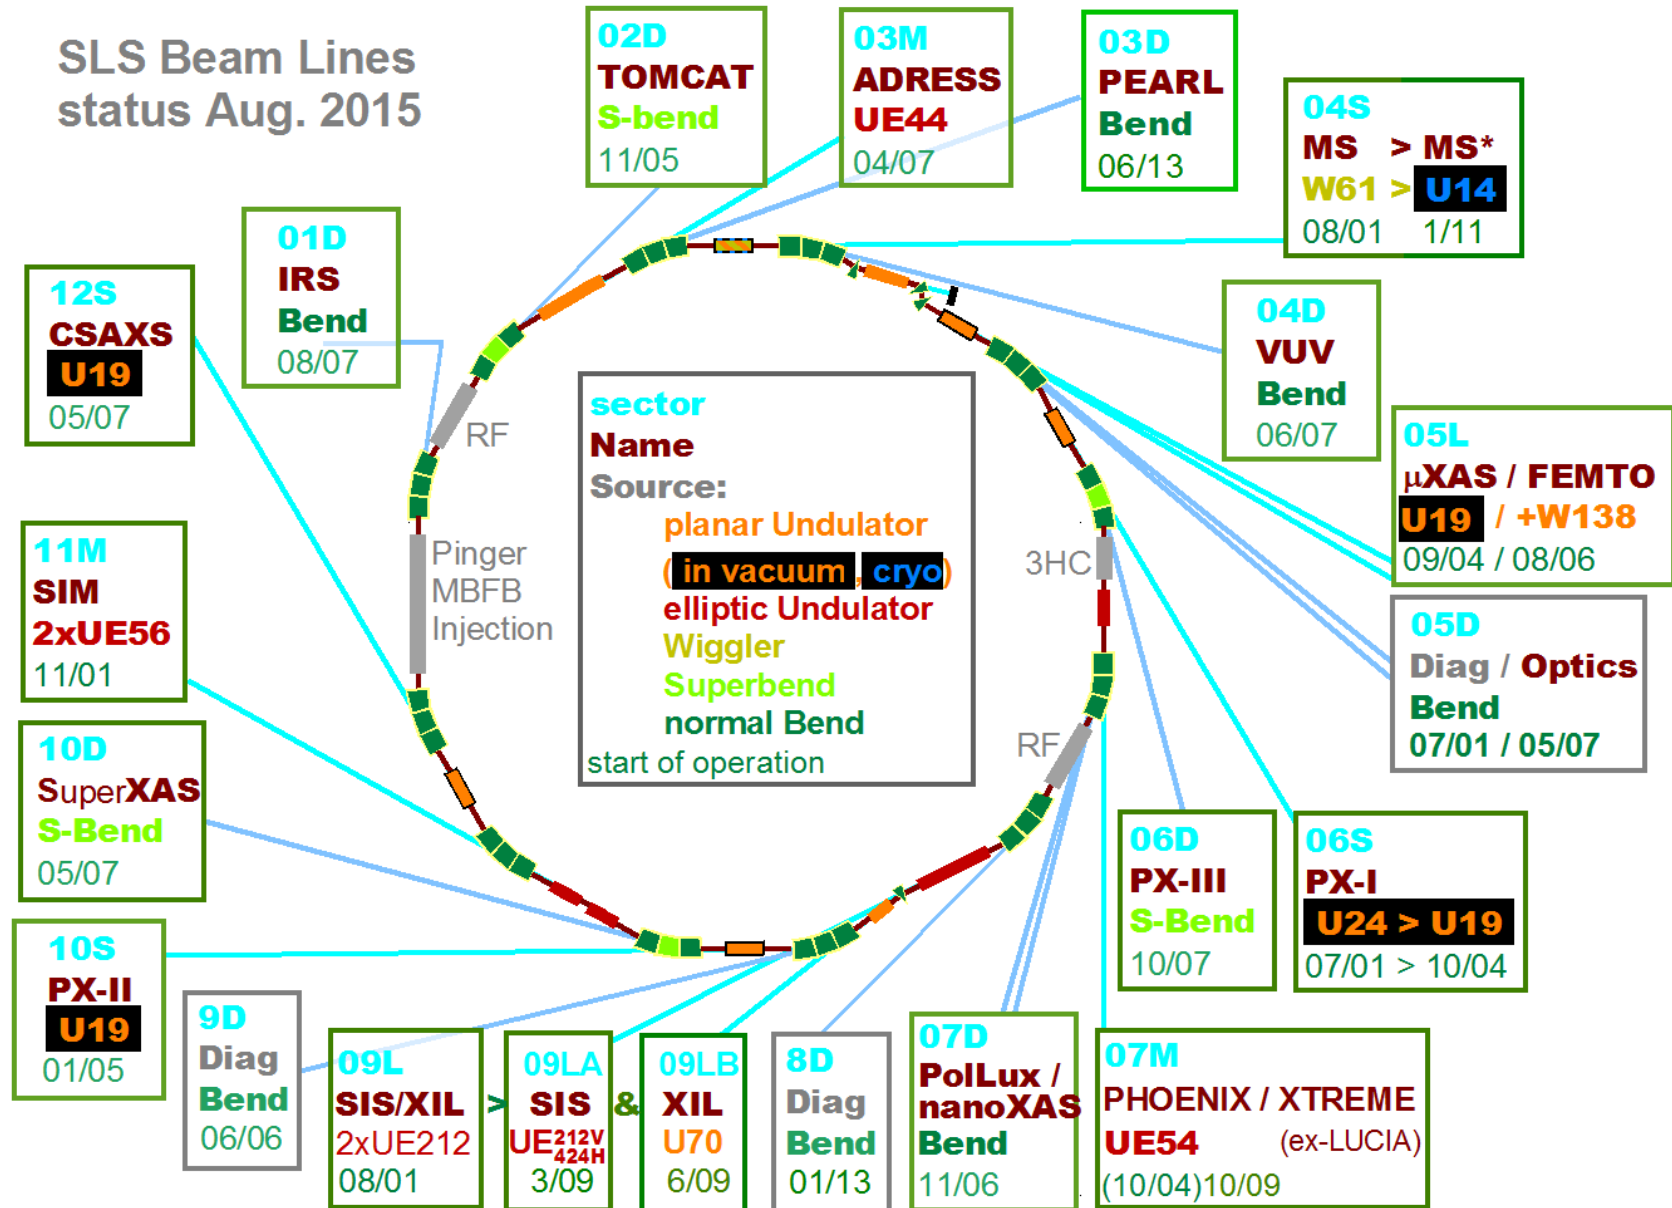 SLS Beam Lines
status Aug. 2015
02D
TOMCAT
S-bend
11/05
03M
ADRESS
UE44
04/07
03D
PEARL
Bend
06/13
04S
MS > MS*
W61 > U14
08/01 1/11
01D
IRS
Bend
08/07
12S
CSAXS
U19
05/07
04D
VUV
Bend
06/07
RF
sector
Name
Source:
planar Undulator
( in vacuum , cryo)
elliptic Undulator
Wiggler
Superbend
normal Bend
start of operation
05L
μXAS / FEMTO
U19 / +W138
09/04 / 08/06
11M
SIM
2xUE56
11/01
Pinger
MBFB
Injection
3HC
05D
Diag / Optics
Bend
07/01 / 05/07
10D
SuperXAS
S-Bend
05/07
RF
06D
PX-III
S-Bend
10/07
06S
PX-I
U24 > U19
07/01 > 10/04
10S
PX-II
U19
01/05
9D
Diag
Bend
06/06
09L
SIS/XIL
2xUE212
08/01
>
09LA
SIS
UE212V
424H
3/09
&
09LB
XIL
U70
6/09
8D
Diag
Bend
01/13
07D
PolLux /
nanoXAS
Bend
11/06
07M
PHOENIX / XTREME
UE54 (ex-LUCIA)
(10/04)10/09